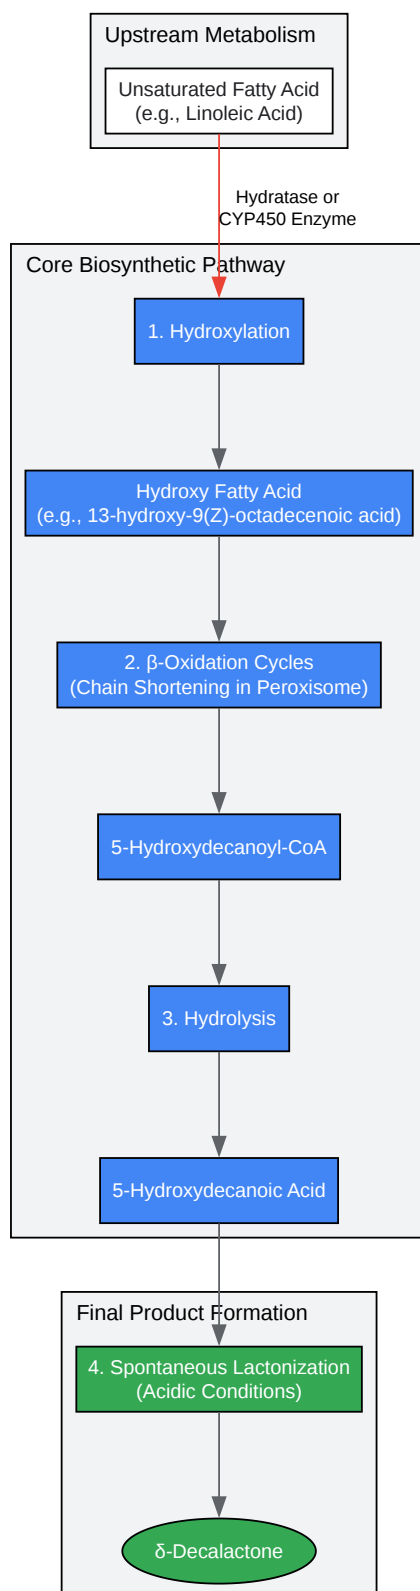 Upstream Metabolism
Unsaturated Fatty Acid
(e.g., Linoleic Acid)
Hydratase or
CYP450 Enzyme
Core Biosynthetic Pathway
1. Hydroxylation
Hydroxy Fatty Acid
(e.g., 13-hydroxy-9(Z)-octadecenoic acid)
2. β-Oxidation Cycles
(Chain Shortening in Peroxisome)
5-Hydroxydecanoyl-CoA
3. Hydrolysis
5-Hydroxydecanoic Acid
Final Product Formation
4. Spontaneous Lactonization
(Acidic Conditions)
δ-Decalactone